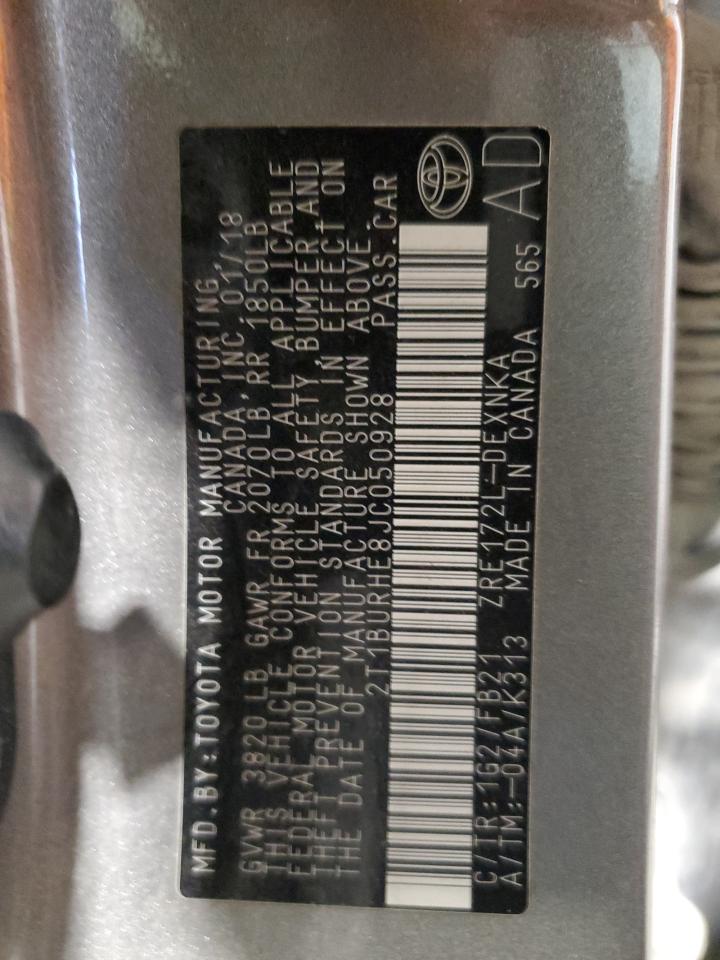 MFD.BY:TOYOTA MOTOR MANUFACTURING,
CANADA,INC. 01/18
GVWR 3820 LB GAWR FR 2070LB RR 1850LB
THIS VEHICLE CONFORMS TO ALL APPLICABLE
FEDERAL MOTOR VEHICLE SAFETY, BUMPER,AND
THEFT PREVENTION STANDARDS IN EFFECT ON
THE DATE OF MANUFACTURE SHOWN ABOVE.
2T1BURHE8JC050928 PASS.CAR
C/TR:1G2/FB21 ZRE172L-DEXNKA
A/TM:-04A/K313 MADE IN CANADA 565 AD